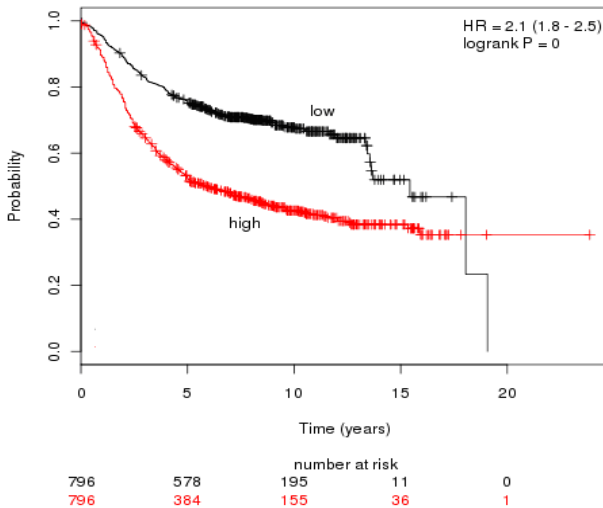 HR = 2.1 (1.8 - 2.5)
logrank P = 0
Probability
1.0
0.8
0.6
0.4
0.2
0.0
low
high
0 5 10 15 20
Time (years)
number at risk
796 578 195 11 0
796 384 155 36 1